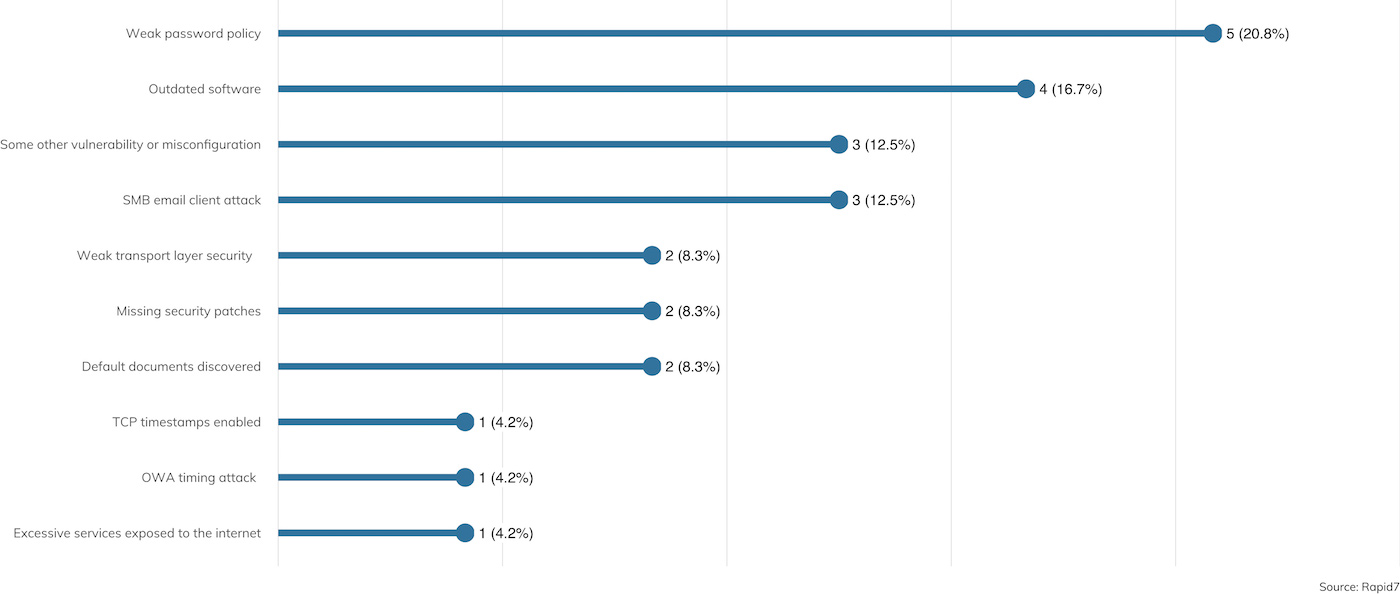 Weak password policy 5 (20.8%)
Outdated software 4 (16.7%)
Some other vulnerability or misconfiguration 3 (12.5%)
SMB email client attack 3 (12.5%)
Weak transport layer security 2 (8.3%)
Missing security patches 2 (8.3%)
Default documents discovered 2 (8.3%)
TCP timestamps enabled 1 (4.2%)
OWA timing attack 1 (4.2%)
Excessive services exposed to the internet 1 (4.2%)
Source: Rapid7